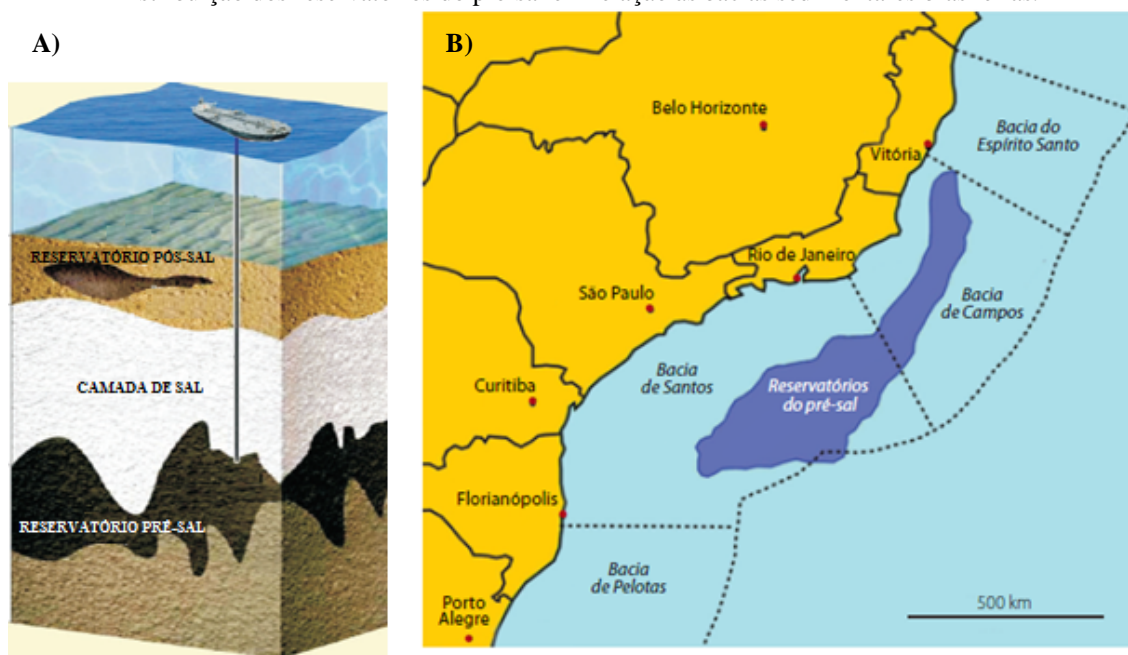 A)
RESERVATÓRIO PÓS-SAL
CAMADA DE SAL
RESERVATÓRIO PRÉ-SAL
B)
Belo Horizonte
Bacia do
Espírito Santo
Vitória
Rio de Janeiro
São Paulo
Bacia
de Campos
Bacia
de Santos
Curitiba
Reservatórios
do pré-sal
Florianópolis
Bacia
de Pelotas
Porto
Alegre
500 km